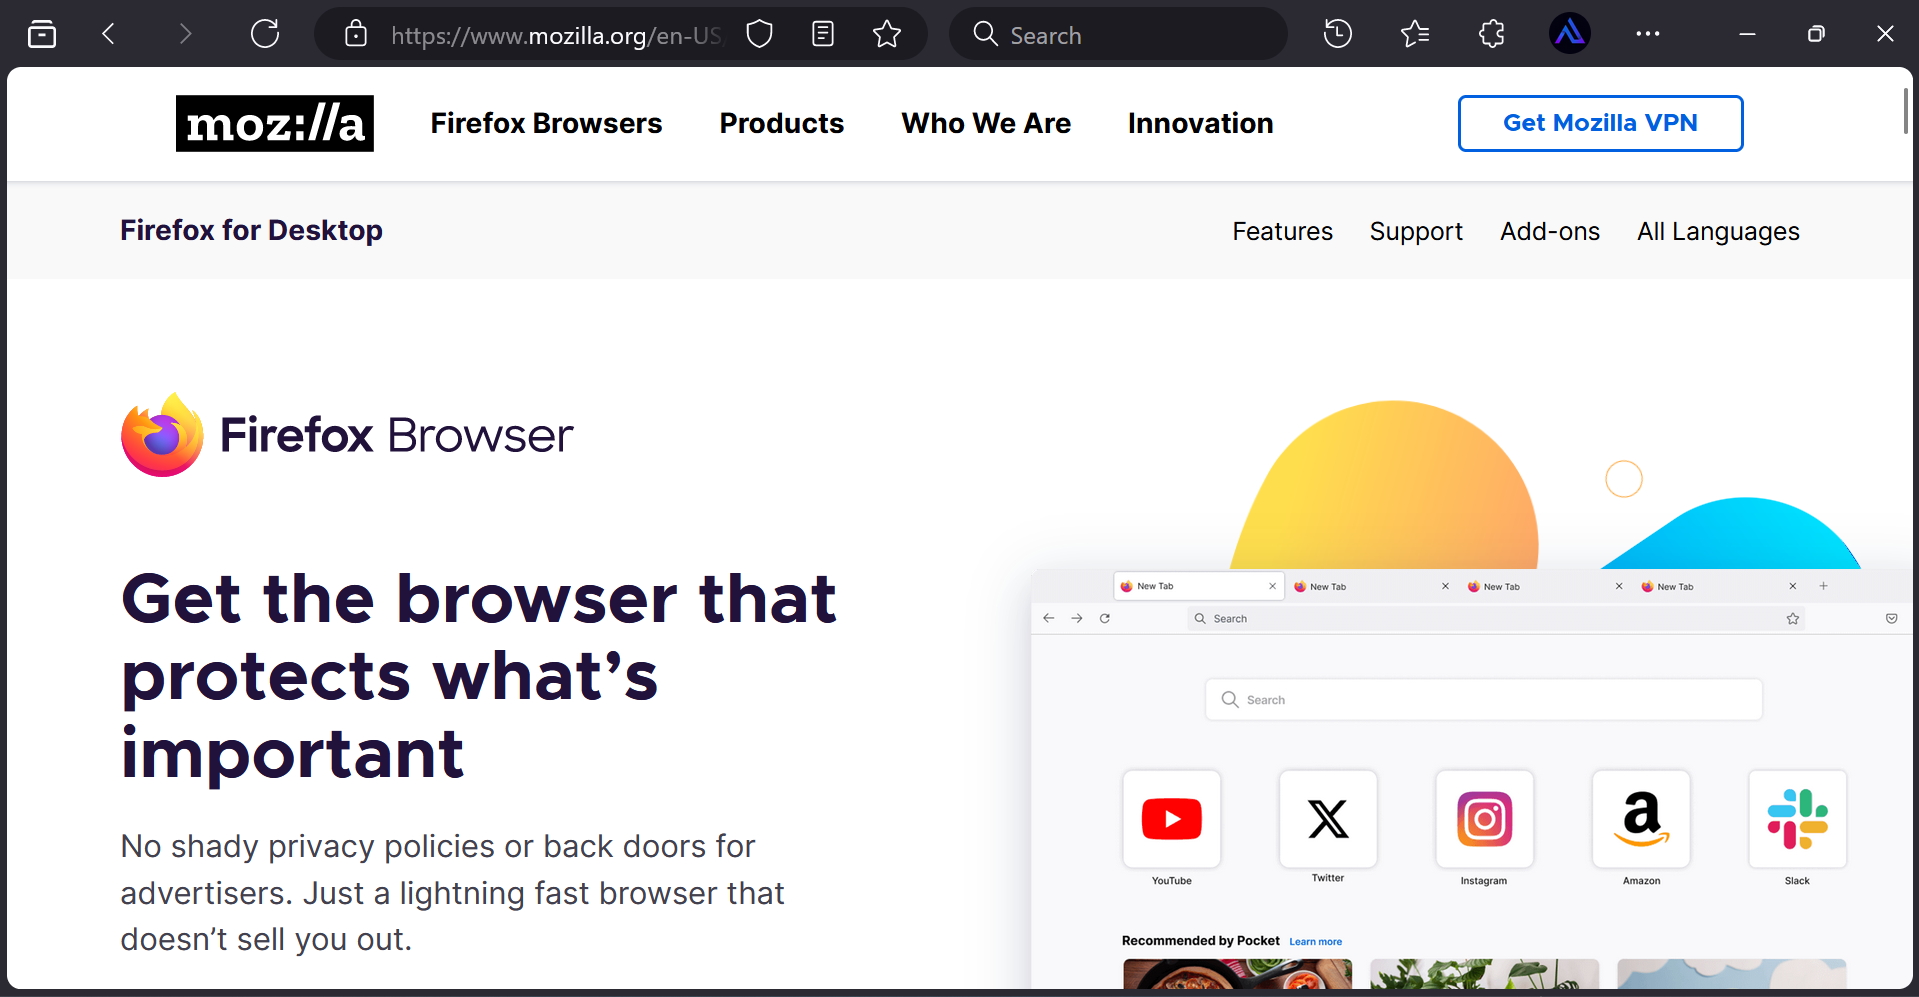 https://www.mozilla.org/en-US/
Search
moz://a
Firefox Browsers
Products
Who We Are
Innovation
Get Mozilla VPN
Firefox for Desktop
Features
Support
Add-ons
All Languages
Firefox Browser
Get the browser that
protects what’s
important
No shady privacy policies or back doors for
advertisers. Just a lightning fast browser that
doesn’t sell you out.
New Tab
New Tab
New Tab
New Tab
Search
Search
YouTube
Twitter
Instagram
Amazon
Slack
Recommended by Pocket
Learn more